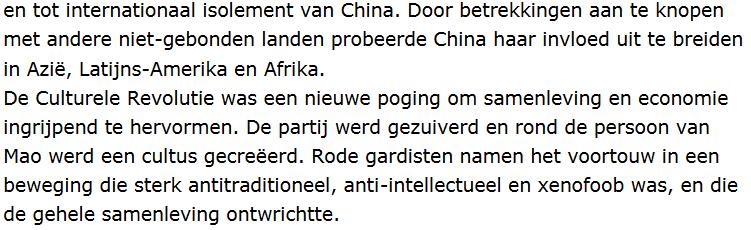 en tot internationaal isolement van China. Door betrekkingen aan te knopen
met andere niet-gebonden landen probeerde China haar invloed uit te breiden
in Azië, Latijns-Amerika en Afrika.
De Culturele Revolutie was een nieuwe poging om samenleving en economie
ingrijpend te hervormen. De partij werd gezuiverd en rond de persoon van
Mao werd een cultus gecreëerd. Rode gardisten namen het voortouw in een
beweging die sterk antitraditioneel, anti-intellectueel en xenofoob was, en die
de gehele samenleving ontwrichtte.